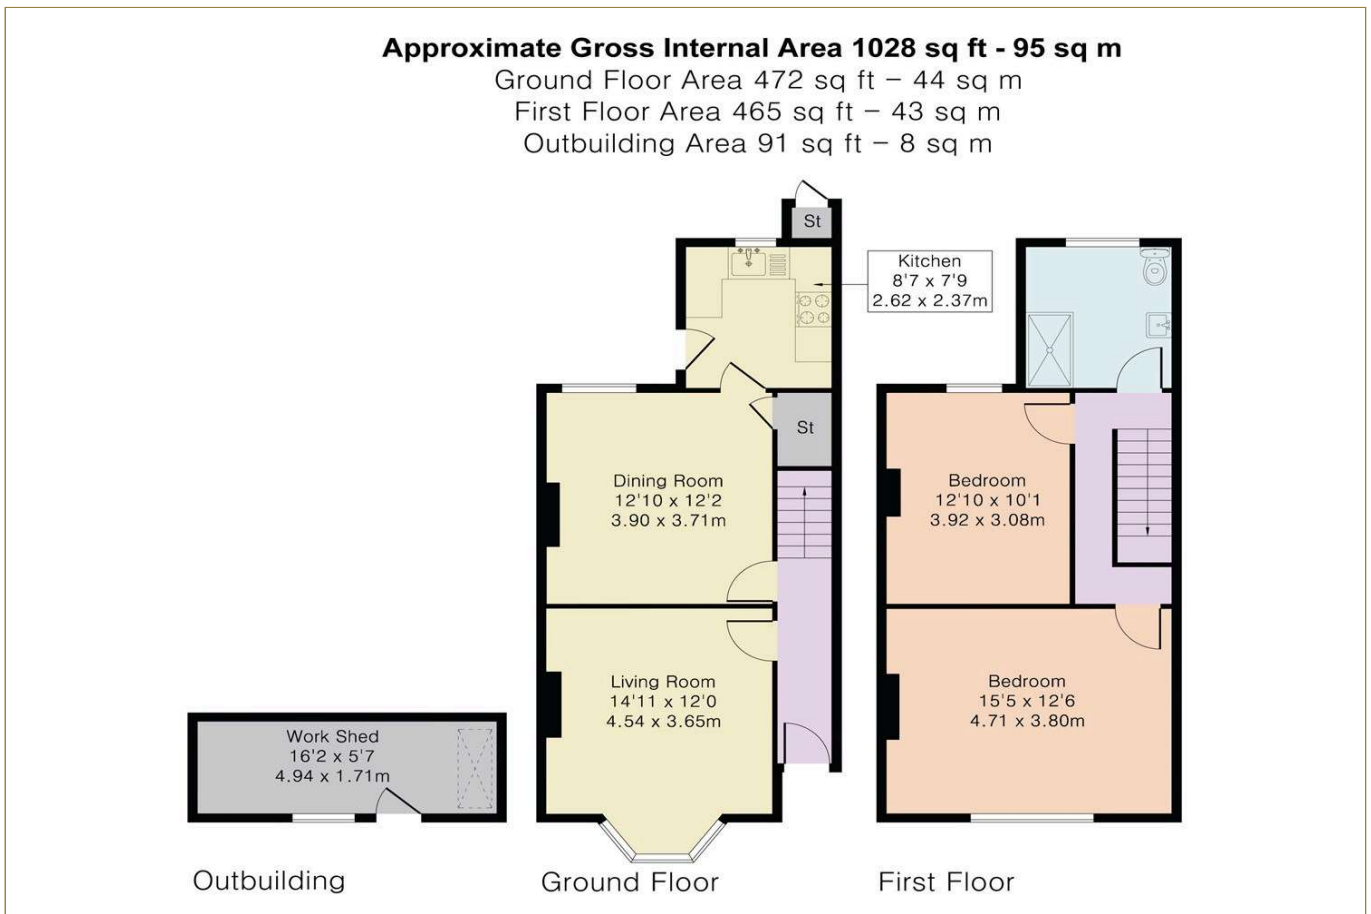 Approximate Gross Internal Area 1028 sq ft - 95 sq m
Ground Floor Area 472 sq ft – 44 sq m
First Floor Area 465 sq ft – 43 sq m
Outbuilding Area 91 sq ft – 8 sq m
St
Kitchen
8'7 x 7'9
2.62 x 2.37m
St
Dining Room
12'10 x 12'2
3.90 x 3.71m
Living Room
14'11 x 12'0
4.54 x 3.65m
Bedroom
12'10 x 10'1
3.92 x 3.08m
Bedroom
15'5 x 12'6
4.71 x 3.80m
Work Shed
16'2 x 5'7
4.94 x 1.71m
Outbuilding
Ground Floor
First Floor